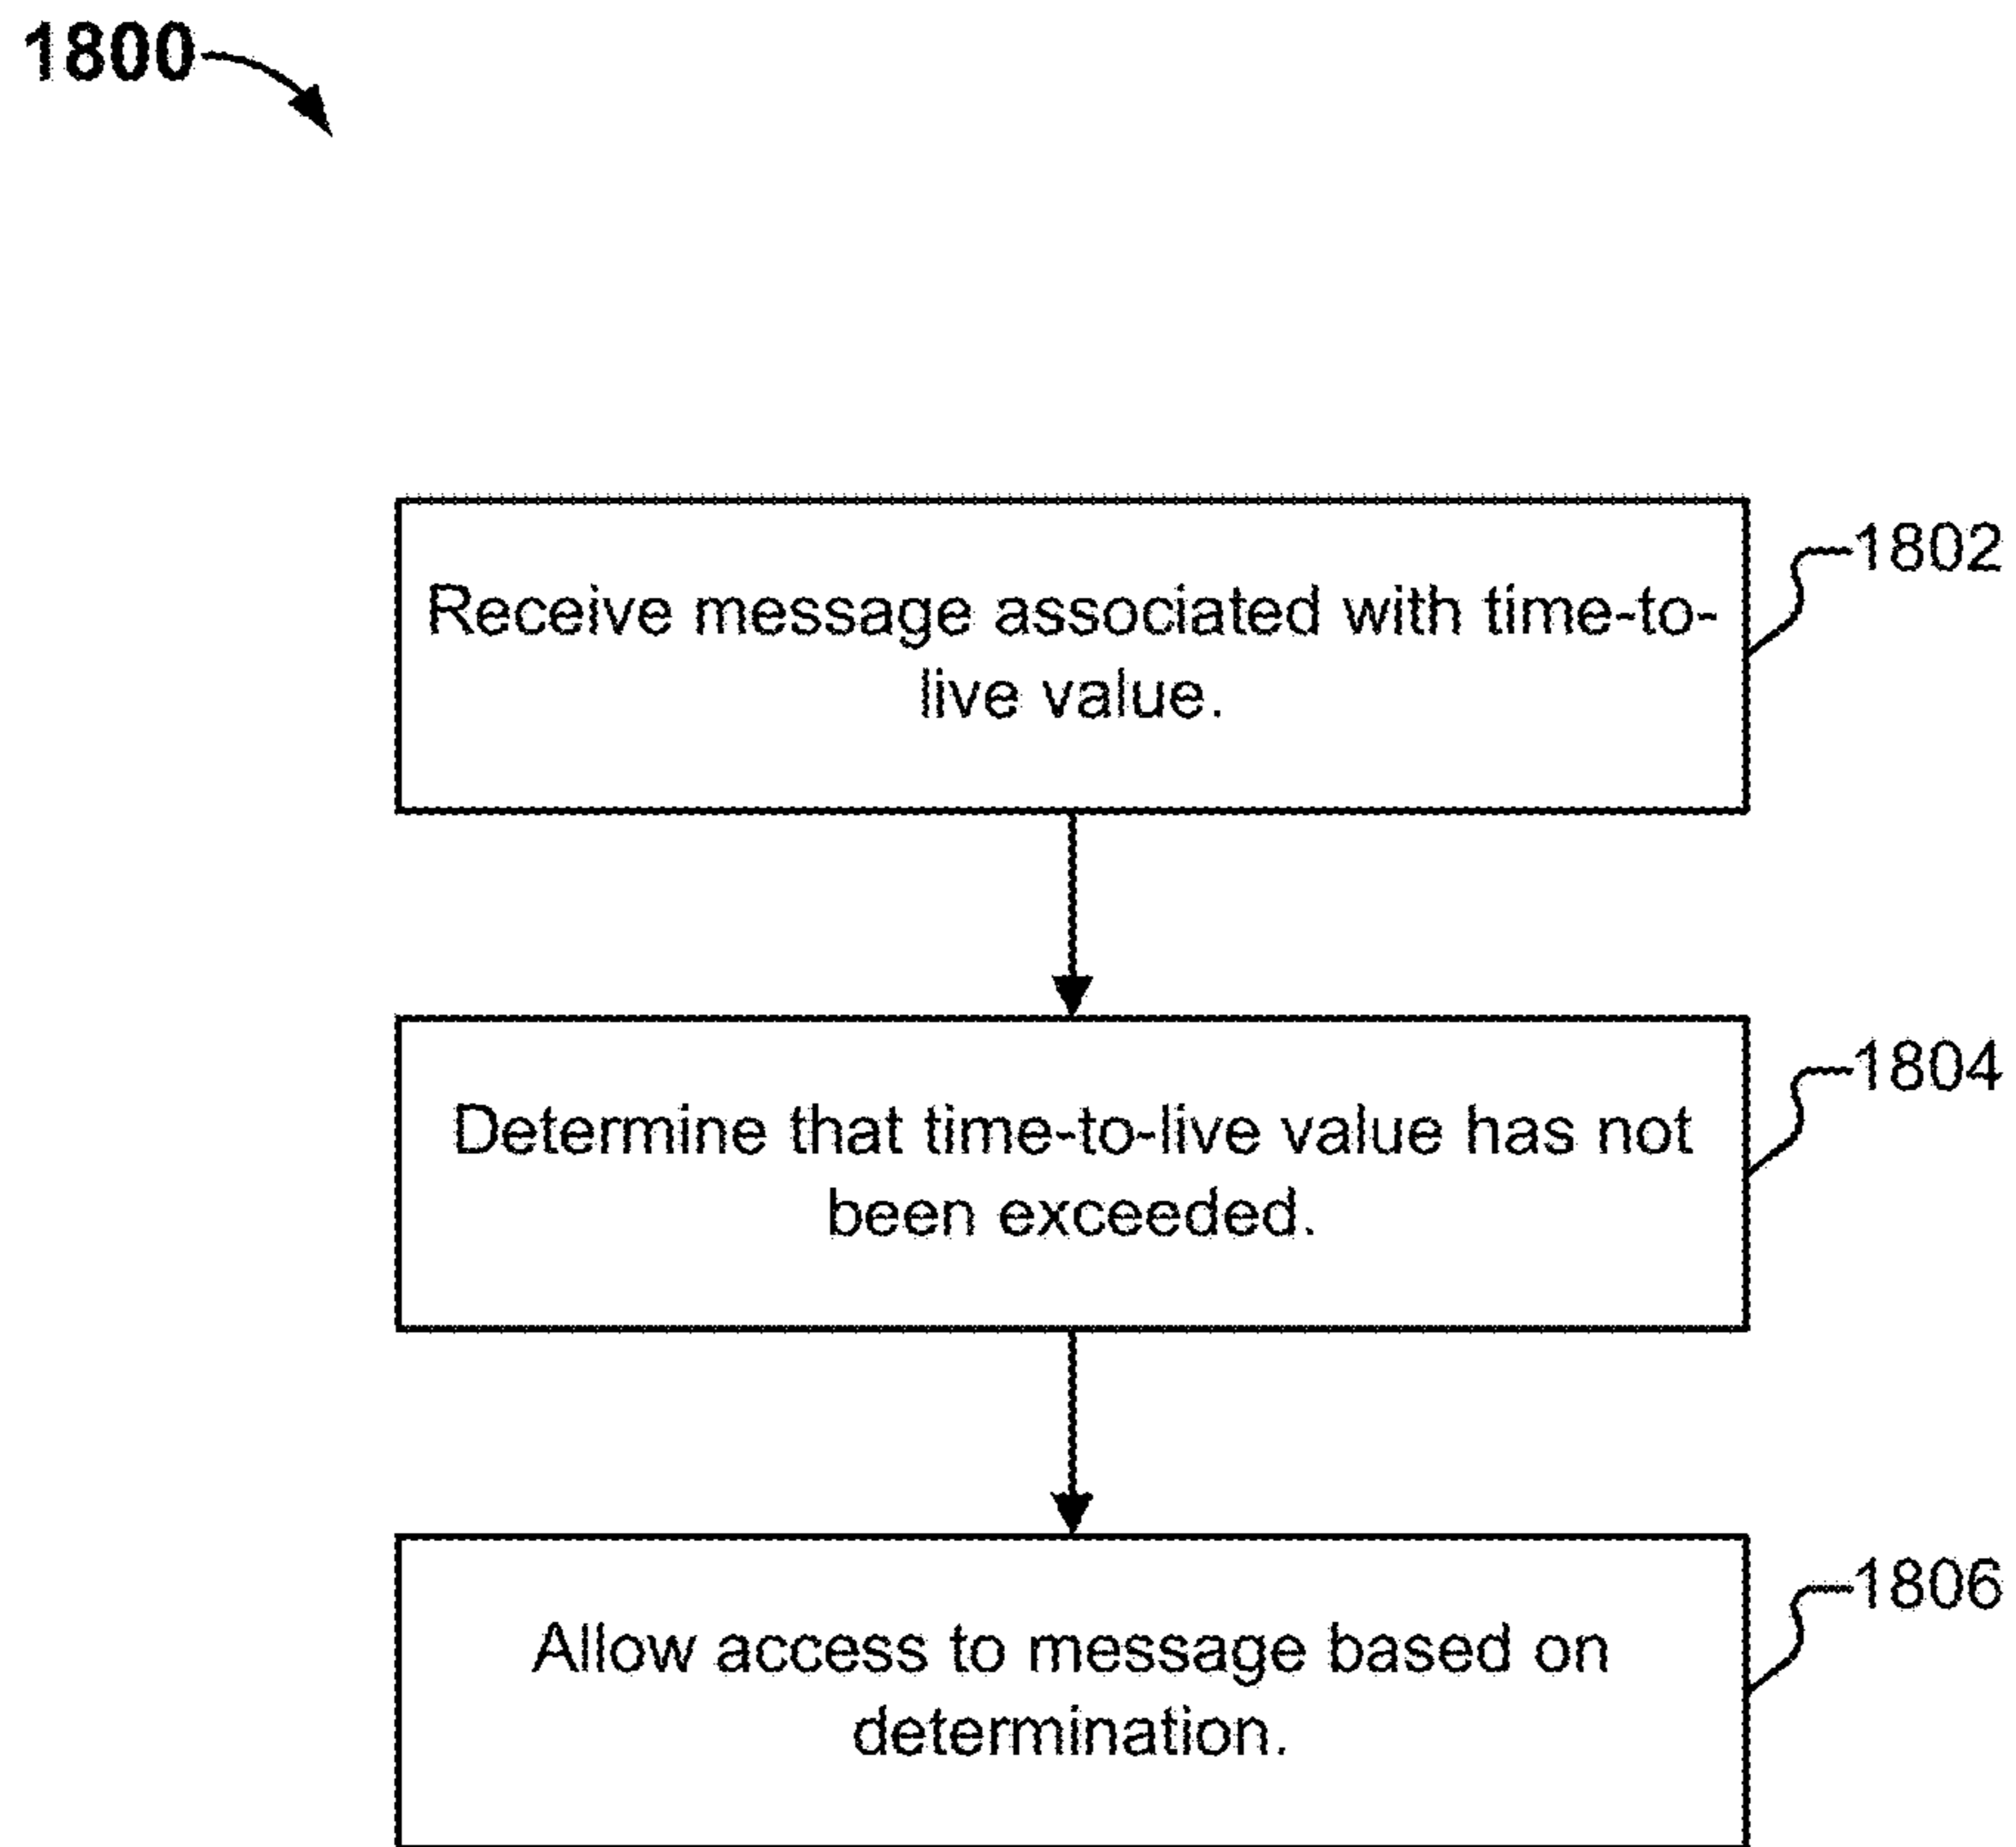 1800
1802
Receive message associated with time-to-
live value.
1804
Determine that time-to-live value has not
been exceeded.
1806
Allow access to message based on
determination.